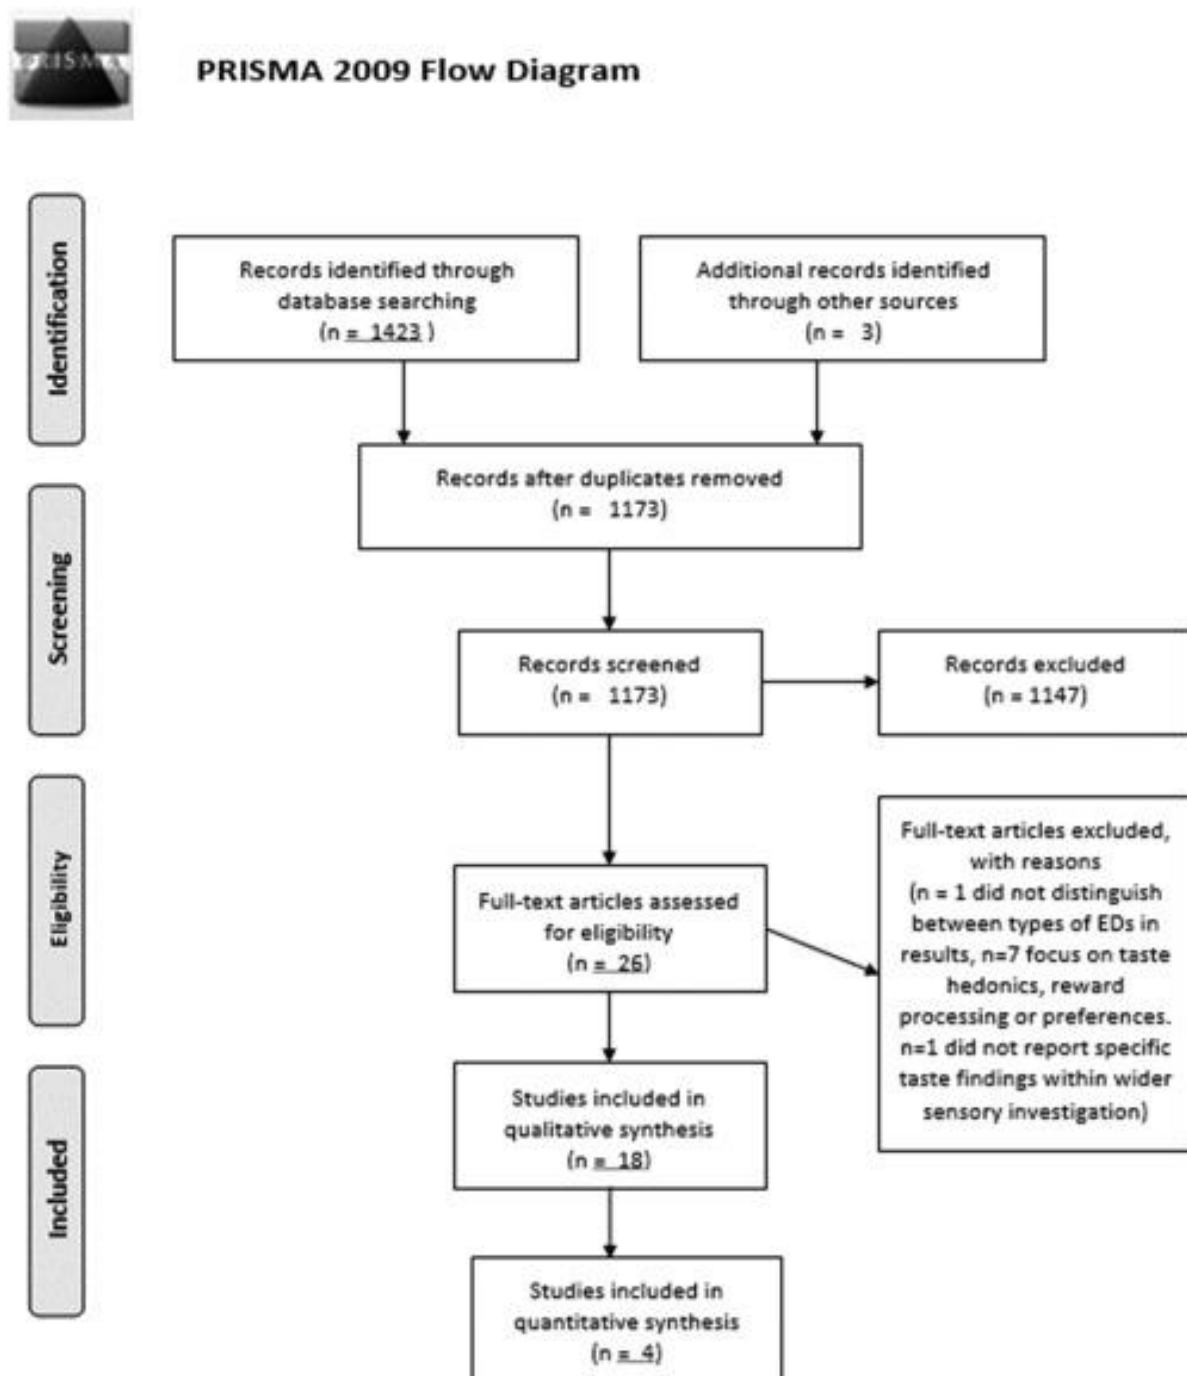 PRISMA
PRISMA 2009 Flow Diagram
Identification
Records identified through
database searching
(n = 1423 )
Additional records identified
through other sources
(n = 3)
Records after duplicates removed
(n = 1173)
Screening
Records screened
(n = 1173)
Records excluded
(n = 1147)
Eligibility
Full-text articles assessed
for eligibility
(n = 26)
Full-text articles excluded,
with reasons
(n = 1 did not distinguish
between types of EDs in
results, n=7 focus on taste
hedonics, reward
processing or preferences.
n=1 did not report specific
taste findings within wider
sensory investigation)
Included
Studies included in
qualitative synthesis
(n = 18)
Studies included in
quantitative synthesis
(n = 4)